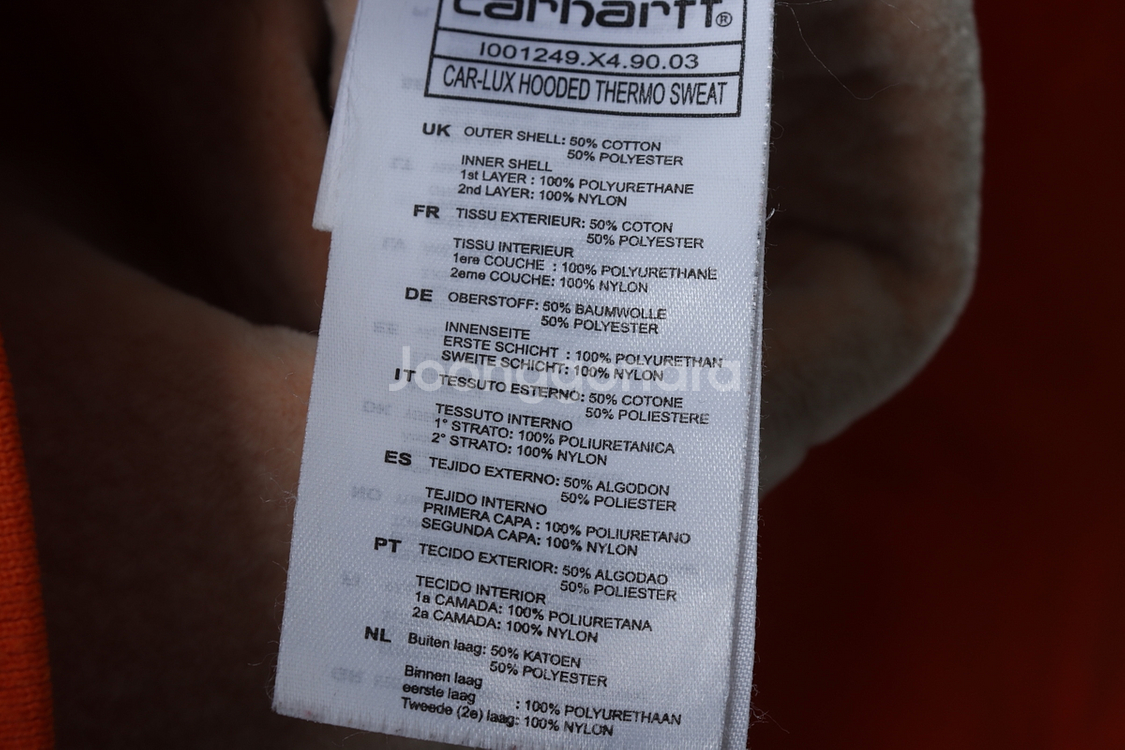 carhartt®
I001249.X4.90.03
CAR-LUX HOODED THERMO SWEAT
UK OUTER SHELL: 50% COTTON
50% POLYESTER
INNER SHELL
1st LAYER : 100% POLYURETHANE
2nd LAYER: 100% NYLON
FR TISSU EXTERIEUR: 50% COTON
50% POLYESTER
TISSU INTERIEUR
1ere COUCHE : 100% POLYURETHANE
2eme COUCHE: 100% NYLON
DE OBERSTOFF: 50% BAUMWOLLE
50% POLYESTER
INNENSEITE
ERSTE SCHICHT : 100% POLYURETHAN
SWEITE SCHICHT: 100% NYLON
Joonggonara
IT TESSUTO ESTERNO: 50% COTONE
50% POLIESTERE
TESSUTO INTERNO
1° STRATO: 100% POLIURETANICA
2° STRATO: 100% NYLON
ES TEJIDO EXTERNO: 50% ALGODON
50% POLIESTER
TEJIDO INTERNO
PRIMERA CAPA : 100% POLIURETANO
SEGUNDA CAPA: 100% NYLON
PT TECIDO EXTERIOR: 50% ALGODAO
50% POLIESTER
TECIDO INTERIOR
1a CAMADA: 100% POLIURETANA
2a CAMADA: 100% NYLON
NL Buiten laag: 50% KATOEN
50% POLYESTER
Binnen laag
eerste laag : 100% POLYURETHAAN
Tweede (2e) laag: 100% NYLON